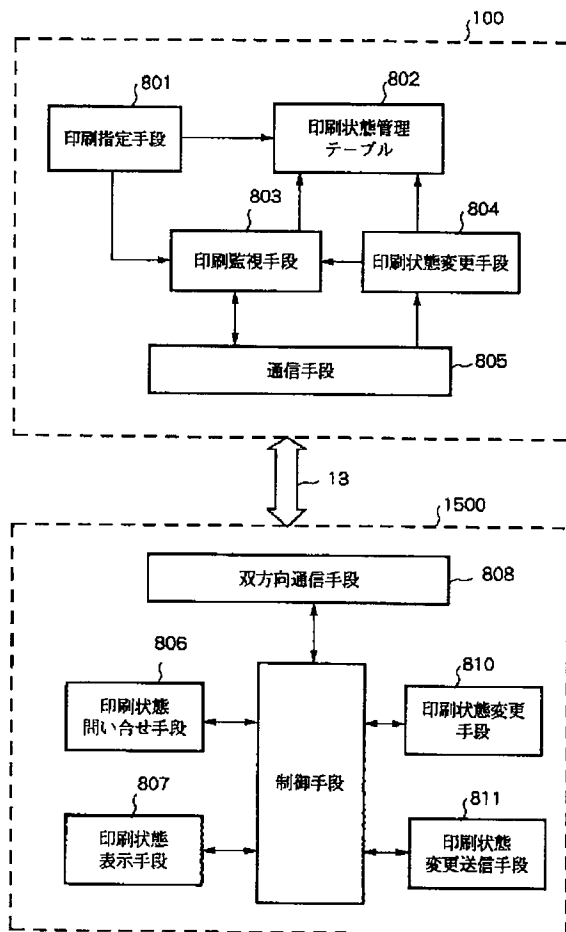 100
801
印刷指定手段
802
印刷状態管理
テーブル
803
印刷監視手段
804
印刷状態変更手段
通信手段
805
13
1500
双方向通信手段
808
806
印刷状態
問い合せ手段
制御手段
810
印刷状態変更
手段
807
印刷状態
表示手段
811
印刷状態
変更送信手段